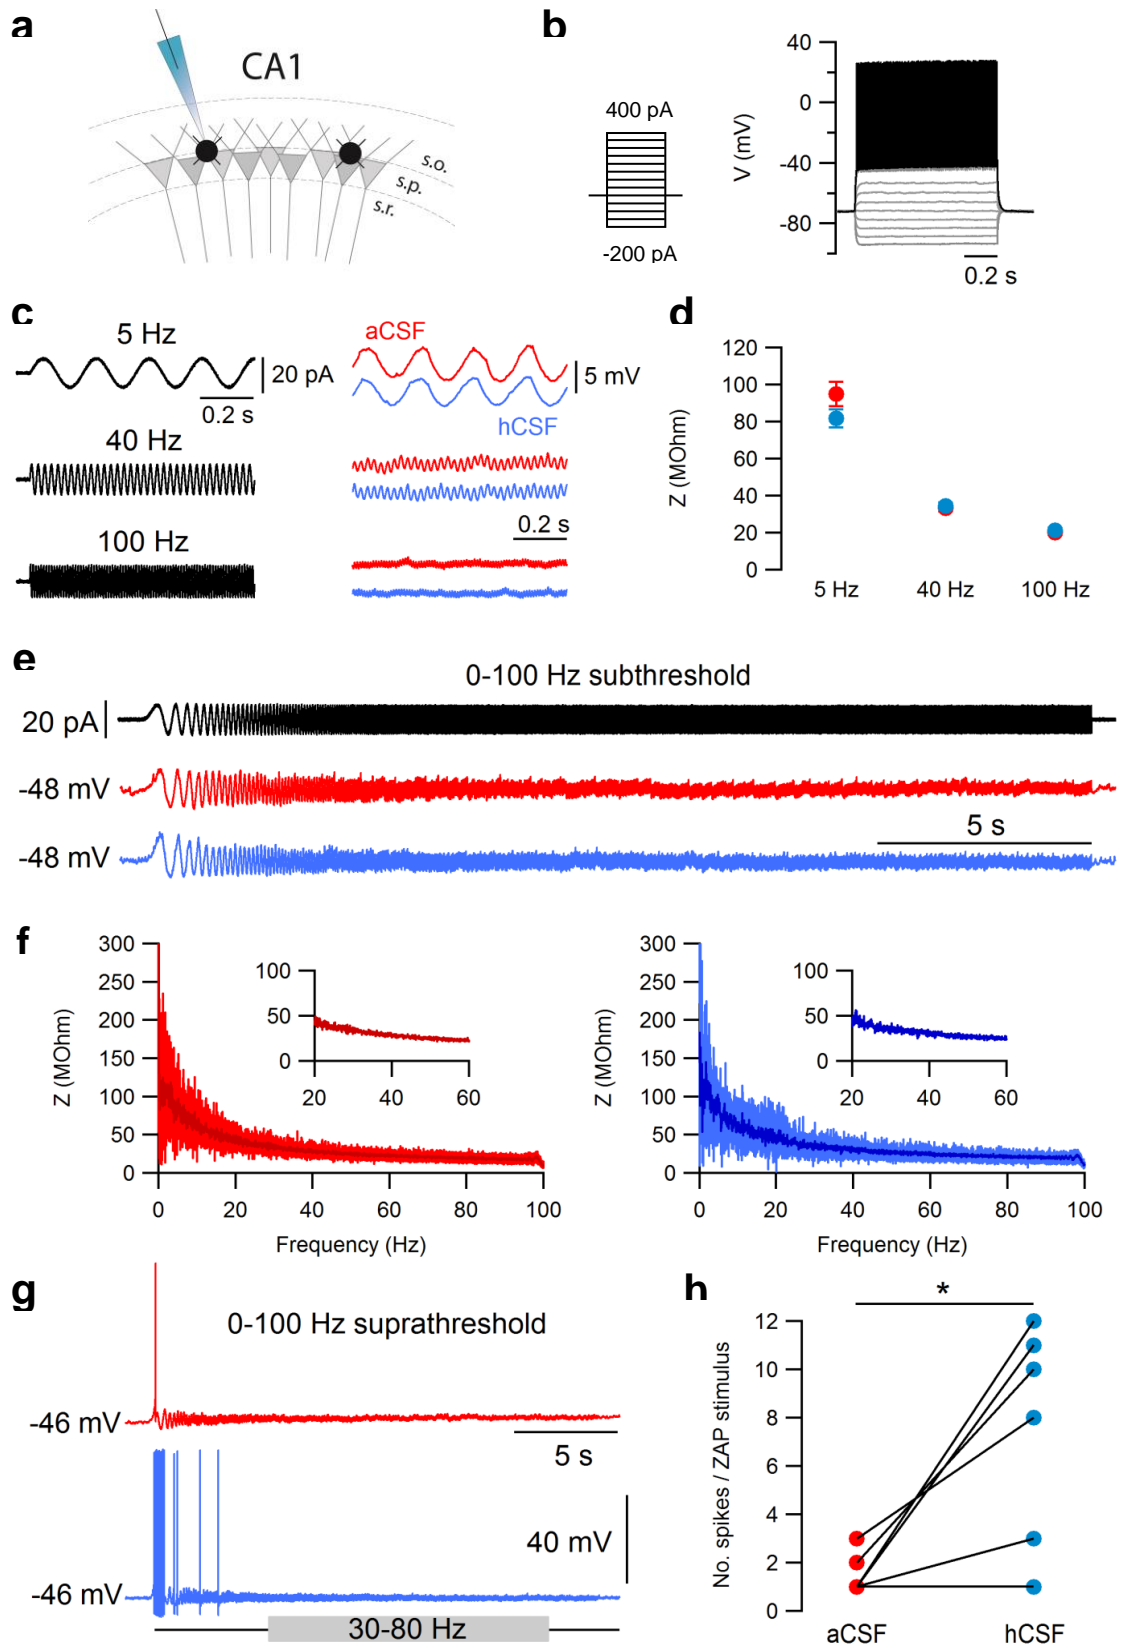 a
CA1
s.o.
s.p.
s.r.
b
400 pA
-200 pA
V (mV)
40
0
-40
-80
0.2 s
c
5 Hz
20 pA
0.2 s
40 Hz
100 Hz
aCSF
5 mV
hCSF
0.2 s
d
Z (MOhm)
120
100
80
60
40
20
0
5 Hz
40 Hz
100 Hz
e
0-100 Hz subthreshold
20 pA
-48 mV
5 s
-48 mV
f
Z (MOhm)
300
250
200
150
100
50
0
100
50
0
20 40 60
0 20 40 60 80 100
Frequency (Hz)
Z (MOhm)
300
250
200
150
100
50
0
100
50
0
20 40 60
0 20 40 60 80 100
Frequency (Hz)
g
0-100 Hz suprathreshold
-46 mV
5 s
40 mV
-46 mV
30-80 Hz
h
*
No. spikes / ZAP stimulus
12
10
8
6
4
2
0
aCSF hCSF